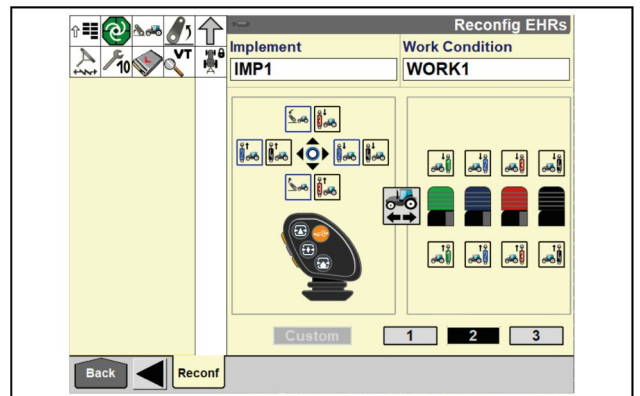 Reconfig EHRs
VT
10
Implement
Work Condition
IMP1
WORK1
Custom
1
2
3
Back
Reconf